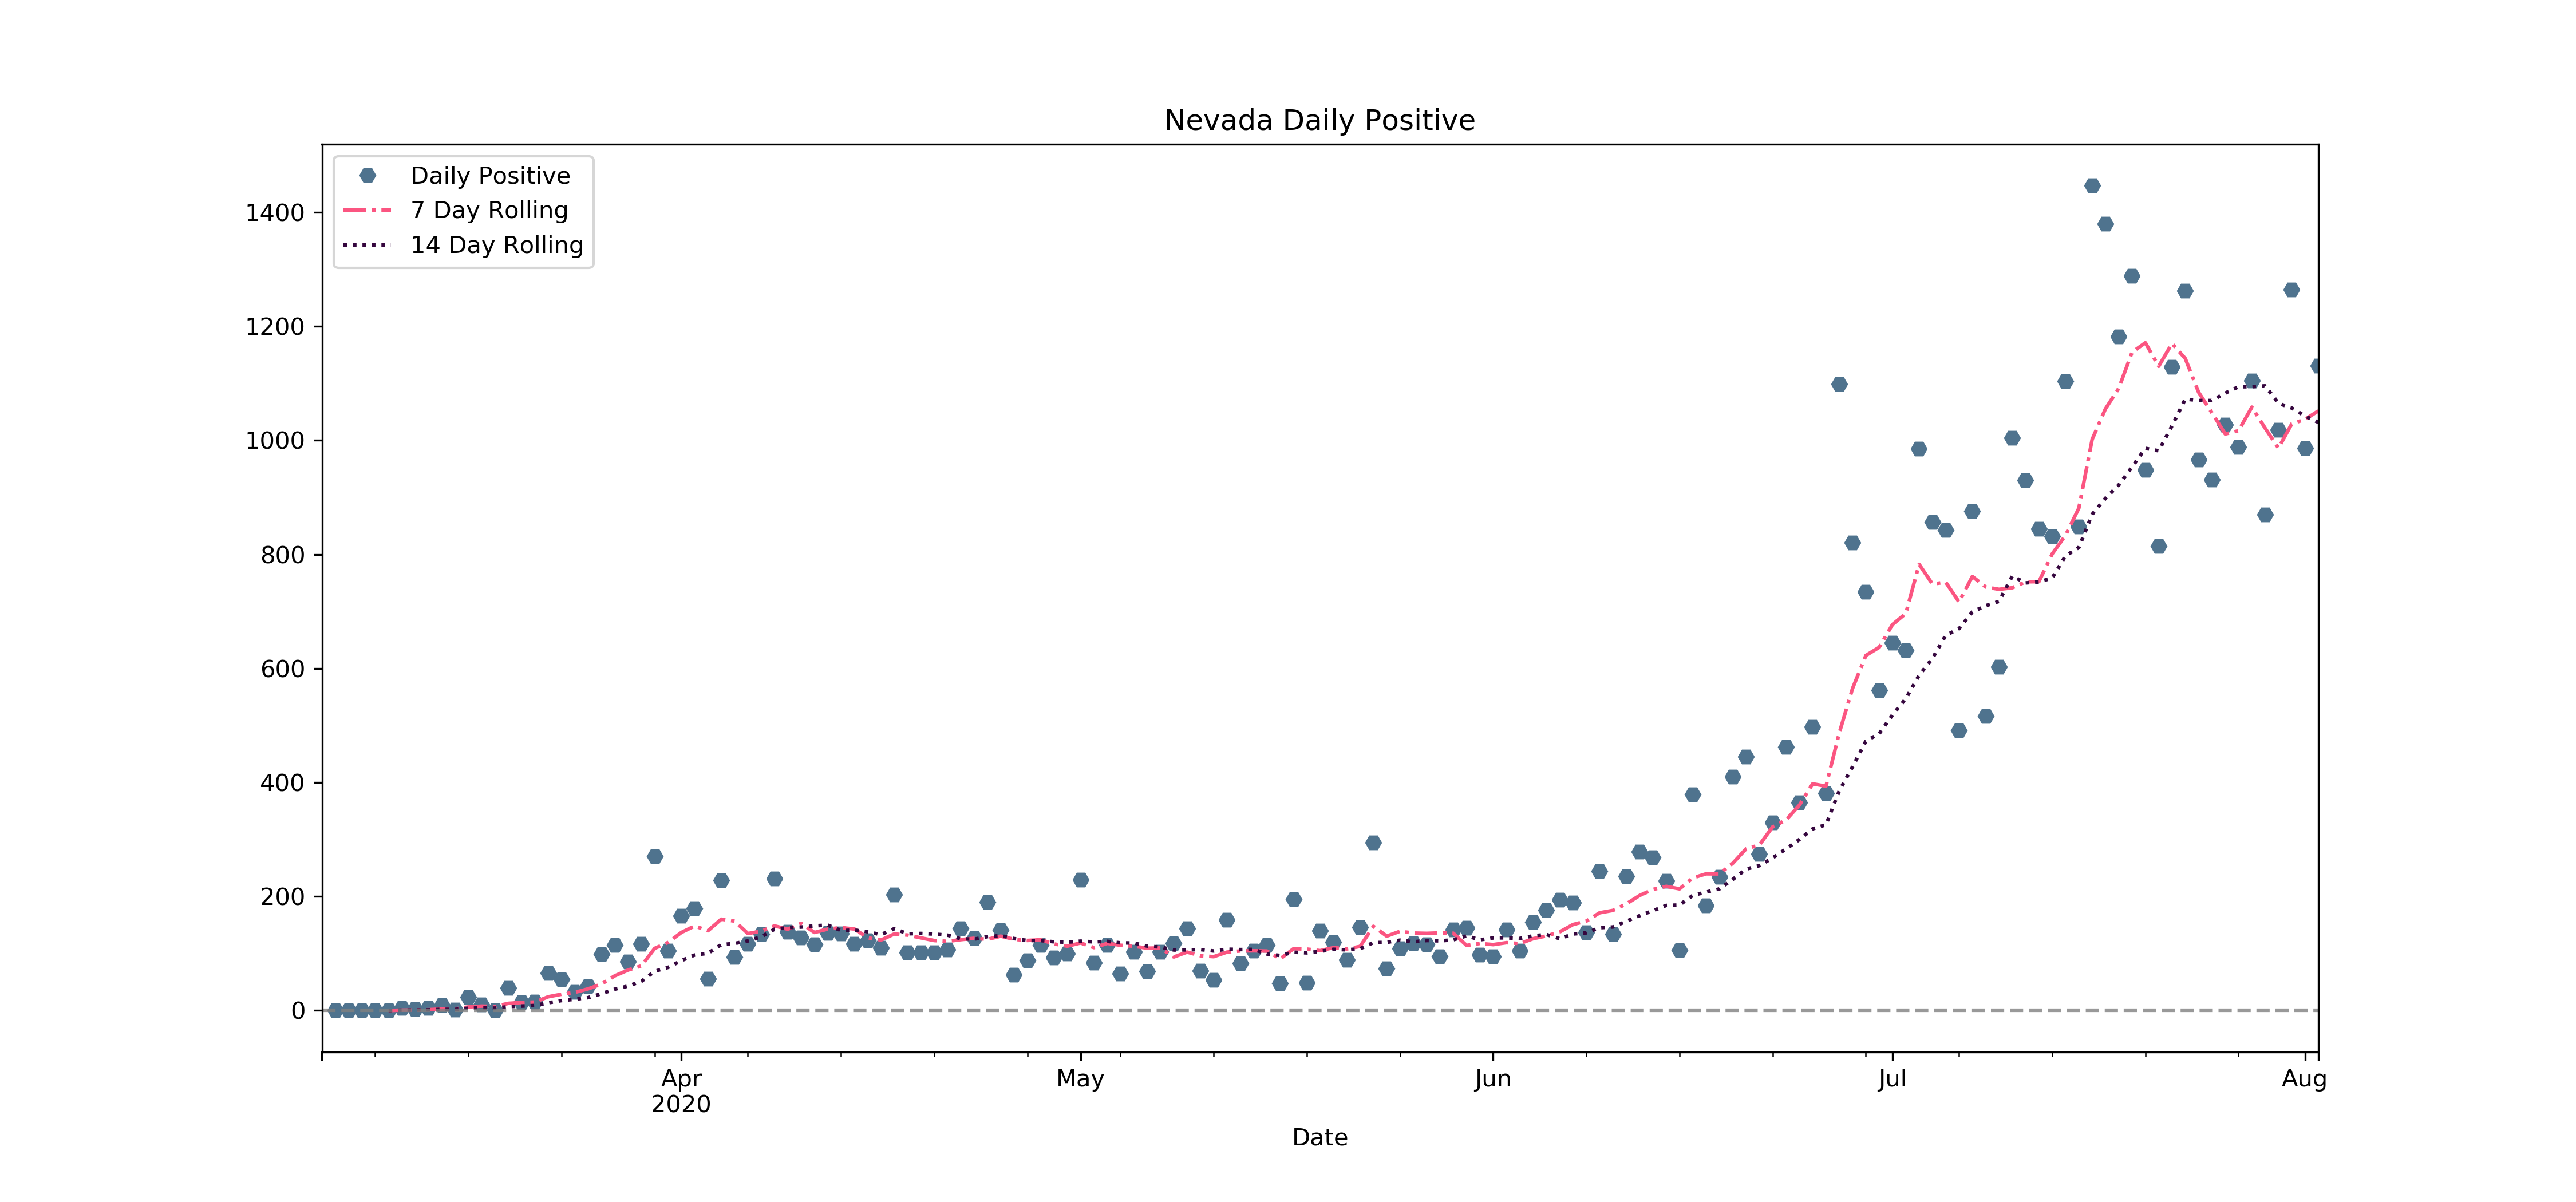 Nevada Daily Positive
Daily Positive
7 Day Rolling
14 Day Rolling
1400
1200
1000
800
600
400
200
0
Apr May Jun Jul Aug
2020
Date